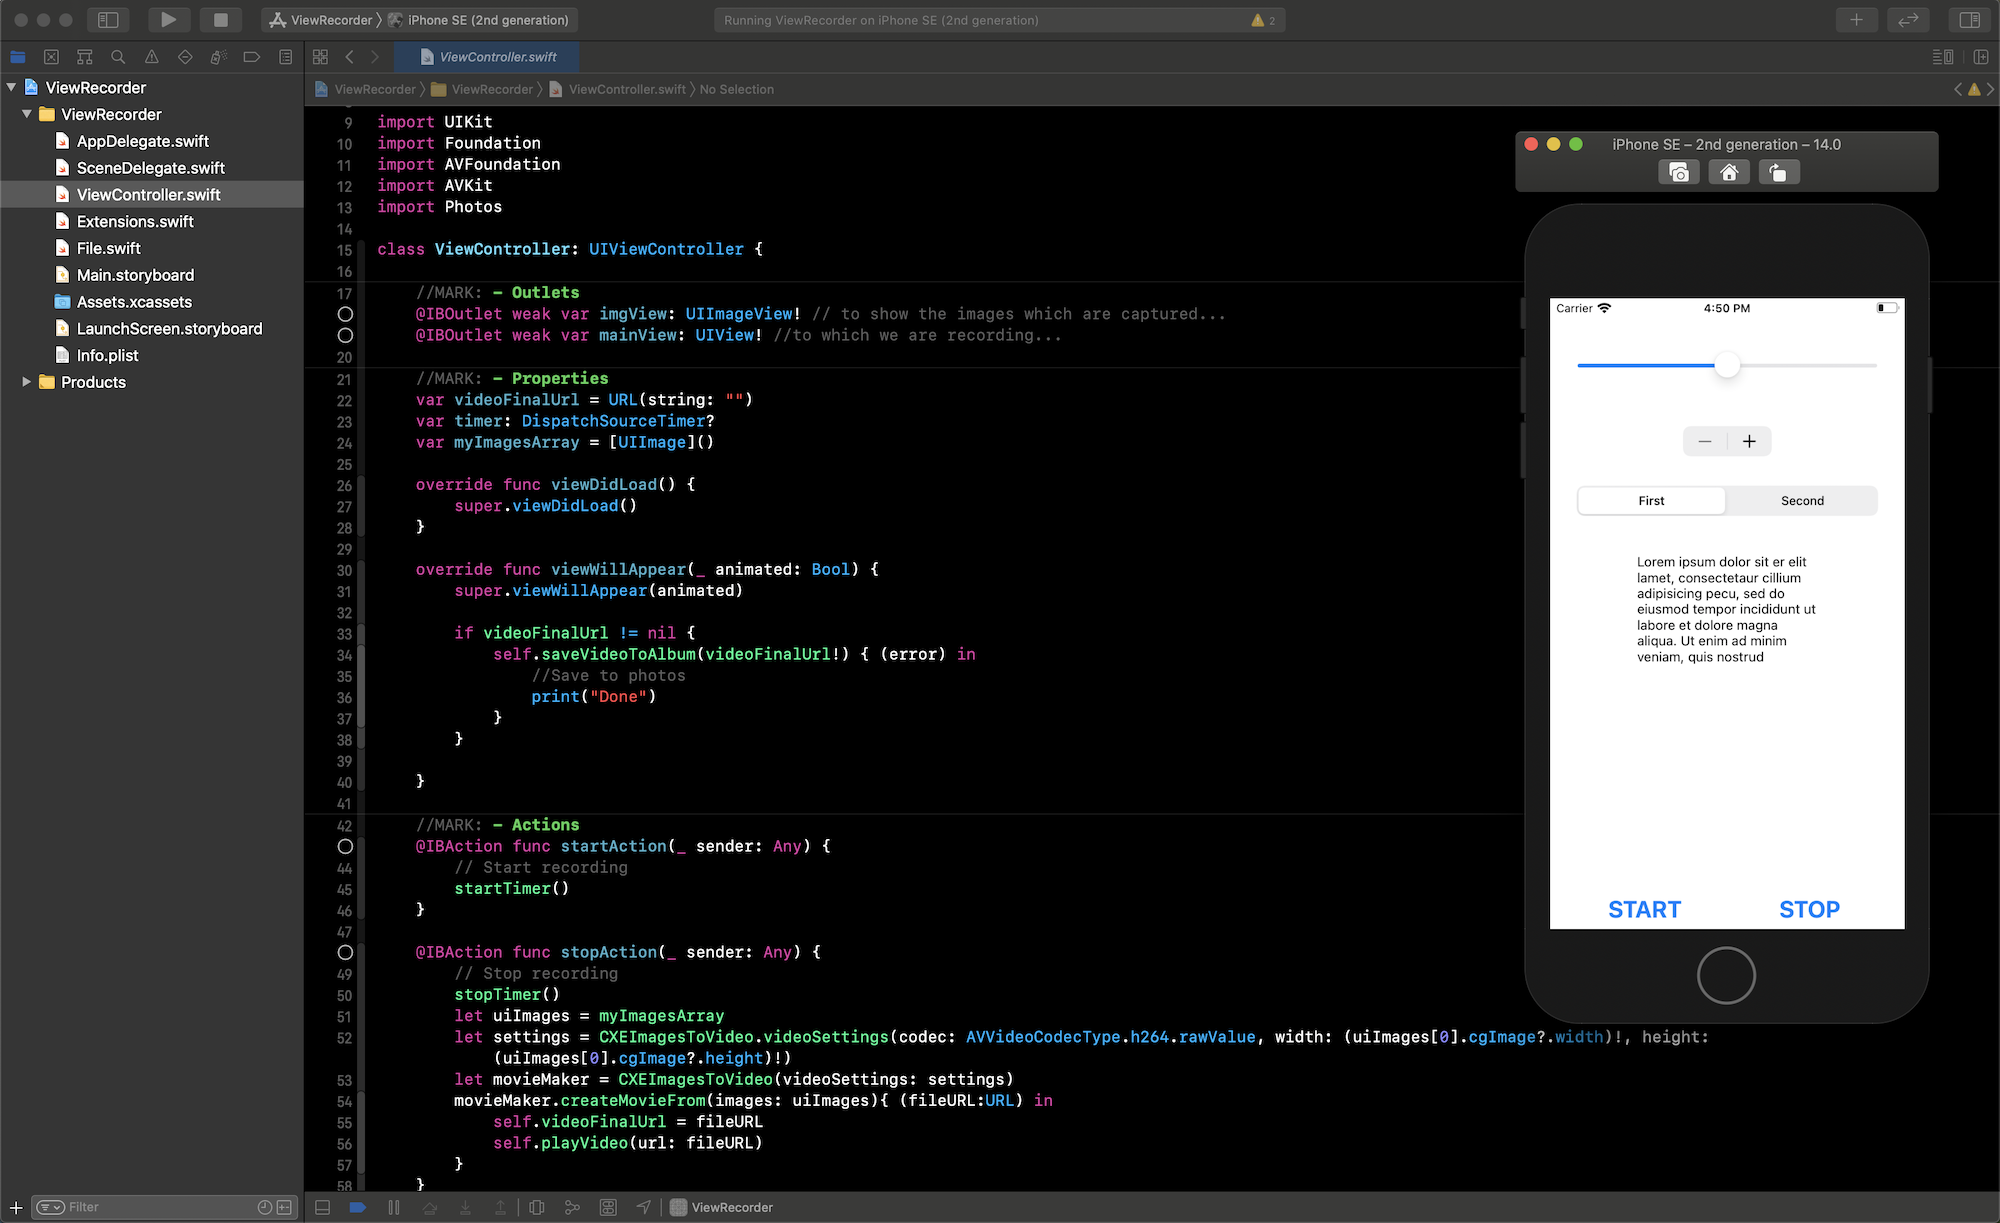 ViewRecorder
iPhone SE (2nd generation)
Running ViewRecorder on iPhone SE (2nd generation)
2
ViewController.swift
ViewRecorder
ViewRecorder
ViewController.swift
No Selection
ViewRecorder
ViewRecorder
AppDelegate.swift
SceneDelegate.swift
ViewController.swift
Extensions.swift
File.swift
Main.storyboard
Assets.xcassets
LaunchScreen.storyboard
Info.plist
Products
Filter
9 import UIKit
10 import Foundation
11 import AVFoundation
12 import AVKit
13 import Photos
14
15 class ViewController: UIViewController {
16
17 //MARK: - Outlets
@IBOutlet weak var imgView: UIImageView! // to show the images which are captured...
@IBOutlet weak var mainView: UIView! //to which we are recording...
20
21 //MARK: - Properties
22 var videoFinalUrl = URL(string: "")
23 var timer: DispatchSourceTimer?
24 var myImagesArray = [UIImage]()
25
26 override func viewDidLoad() {
27 super.viewDidLoad()
28 }
29
30 override func viewWillAppear(_ animated: Bool) {
31 super.viewWillAppear(animated)
32
33 if videoFinalUrl != nil {
34 self.saveVideoToAlbum(videoFinalUrl!) { (error) in
35 //Save to photos
36 print("Done")
37 }
38 }
39
40 }
41
42 //MARK: - Actions
@IBAction func startAction(_ sender: Any) {
44 // Start recording
45 startTimer()
46 }
47
@IBAction func stopAction(_ sender: Any) {
49 // Stop recording
50 stopTimer()
51 let uiImages = myImagesArray
52 let settings = CXEImagesToVideo.videoSettings(codec: AVVideoCodecType.h264.rawValue, width: (uiImages[0].cgImage?.width)!, height:
(uiImages[0].cgImage?.height)!)
53 let movieMaker = CXEImagesToVideo(videoSettings: settings)
54 movieMaker.createMovieFrom(images: uiImages){ (fileURL:URL) in
55 self.videoFinalUrl = fileURL
56 self.playVideo(url: fileURL)
57 }
58 }
ViewRecorder
iPhone SE – 2nd generation – 14.0
Carrier
4:50 PM
First
Second
Lorem ipsum dolor sit er elit
lamet, consectetaur cillium
adipisicing pecu, sed do
eiusmod tempor incididunt ut
labore et dolore magna
aliqua. Ut enim ad minim
veniam, quis nostrud
START
STOP